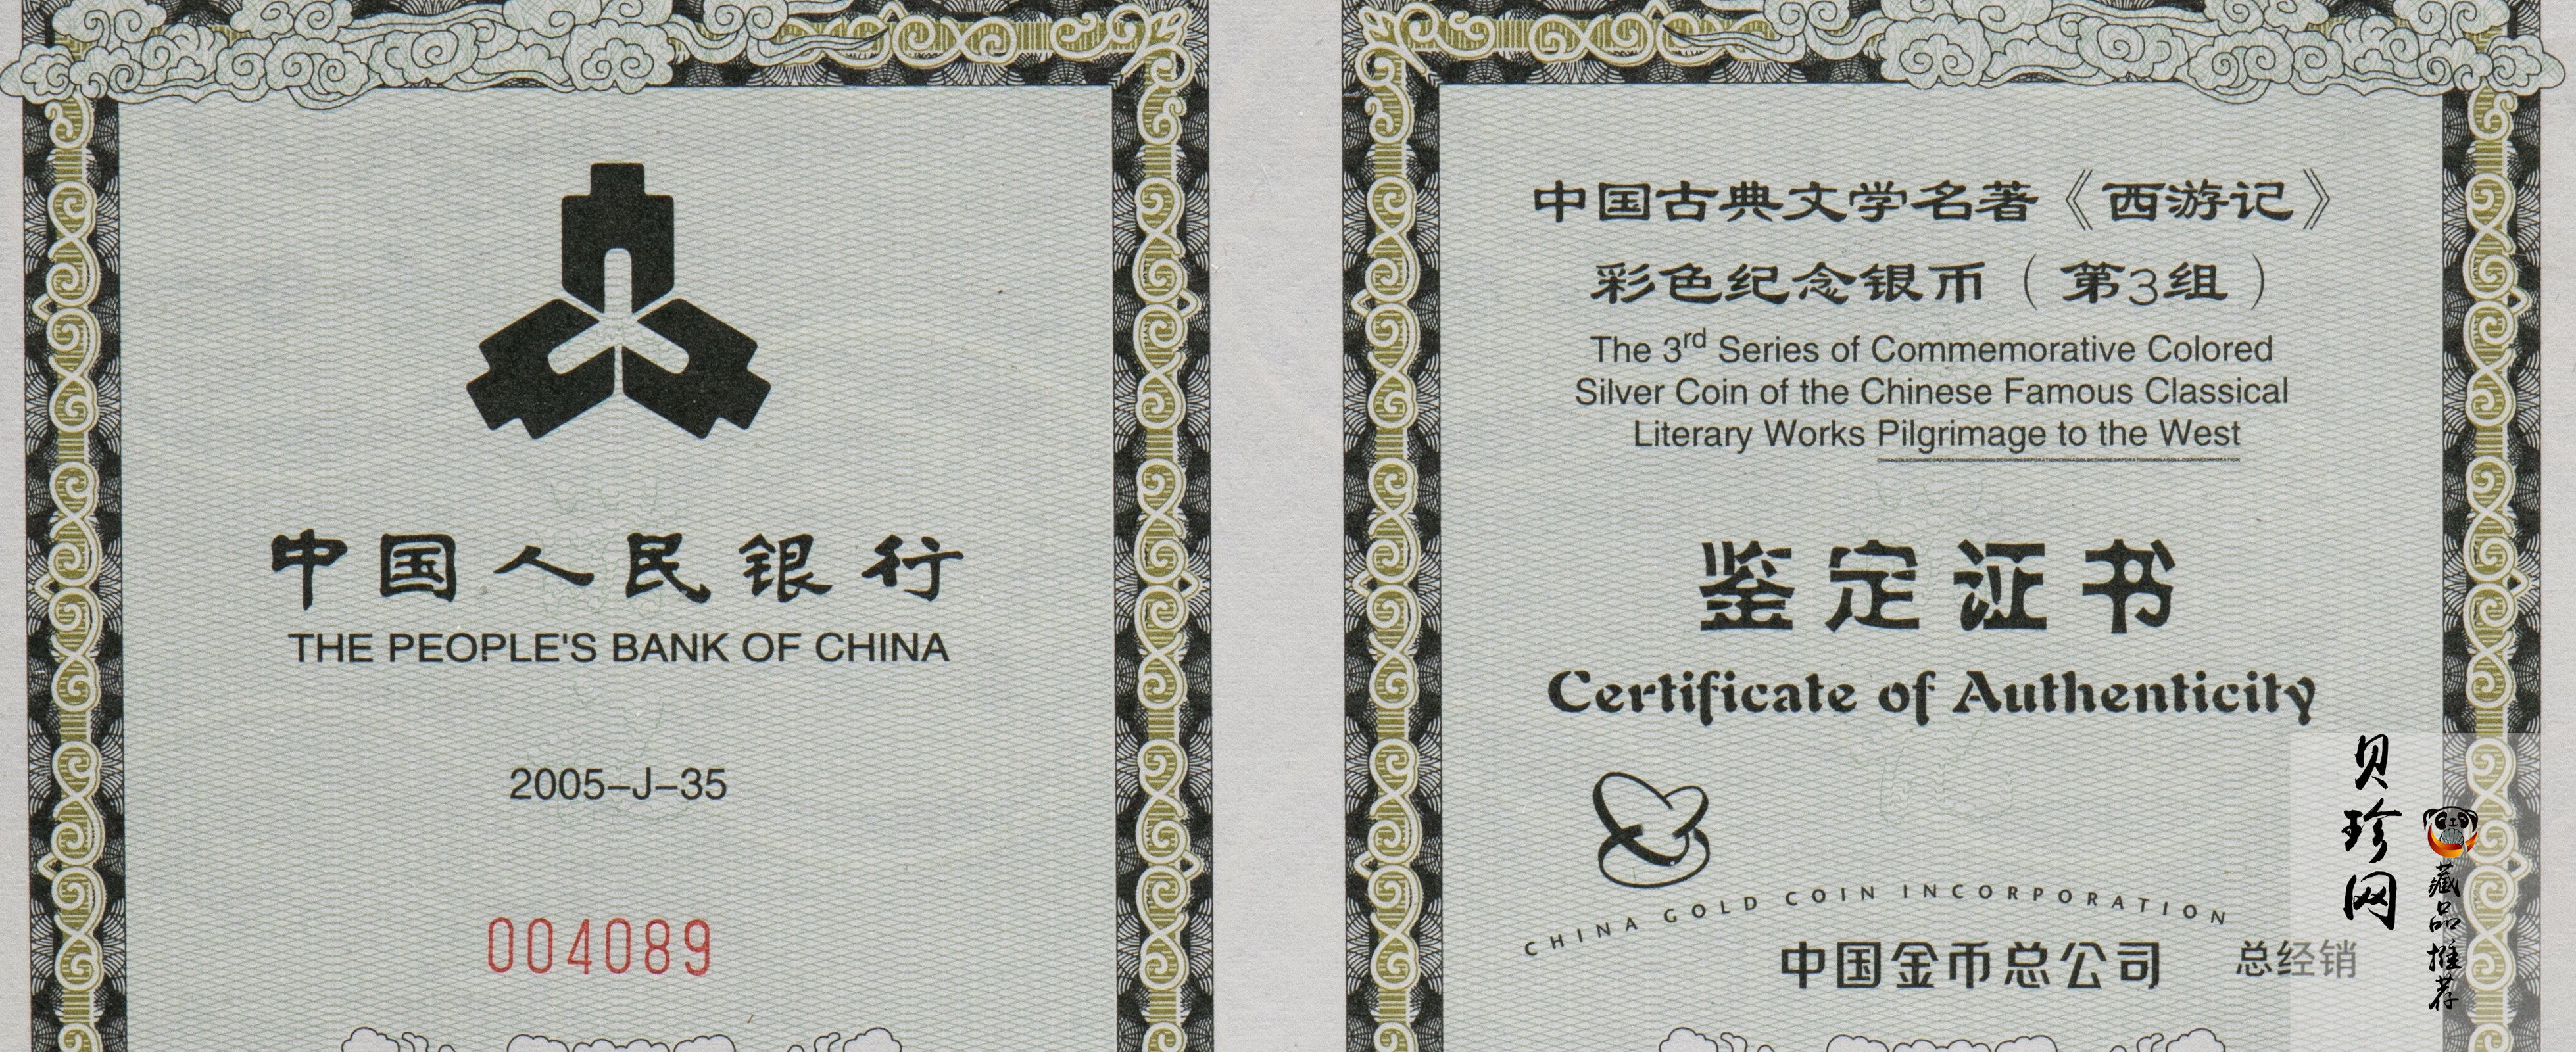 中国人民银行
THE PEOPLE'S BANK OF CHINA
2005-J-35
004089
中国古典文学名著《西游记》
彩色纪念银币（第3组）
The 3rd Series of Commemorative Colored
Silver Coin of the Chinese Famous Classical
Literary Works Pilgrimage to the West
鉴定证书
Certificate of Authenticity
CHINA GOLD COIN INCORPORATION
中国金币总公司 总经销
贝珍网
藏品推荐